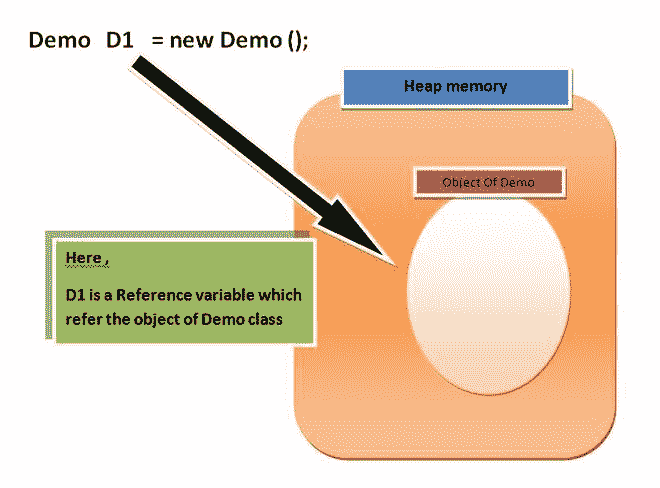 Demo D1 = new Demo ();
Heap memory
Object Of Demo
Here ,
D1 is a Reference variable which
refer the object of Demo class